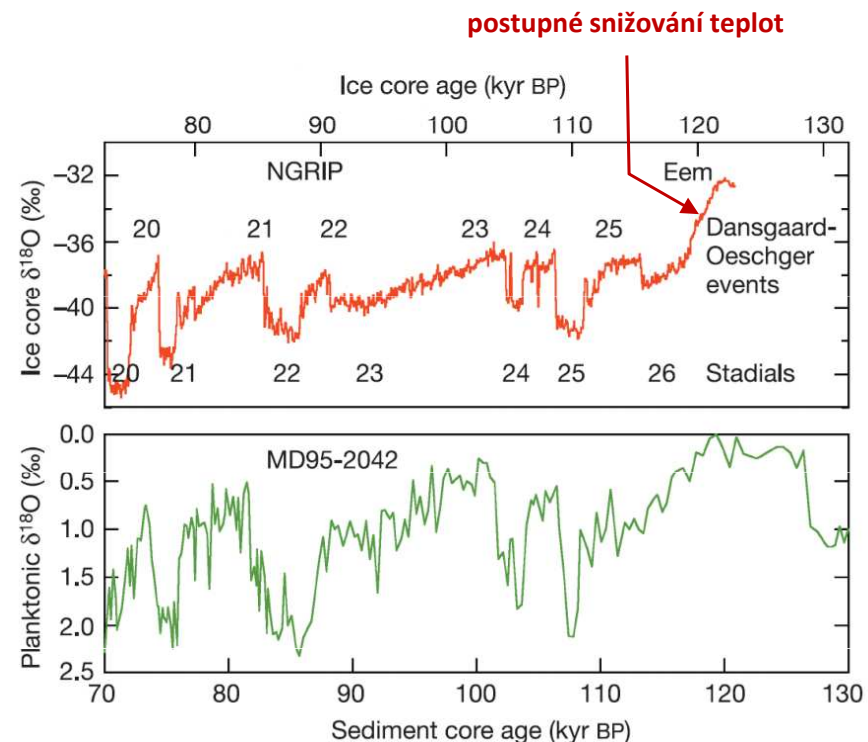 postupné snižování teplot
Ice core age (kyr BP)
80 90 100 110 120 130
Ice core δ18O (‰)
−32
−36
−40
−44
NGRIP
Eem
20 21 22 23 24 25
Dansgaard-
Oeschger
events
20 21 22 23 24 25 26 Stadials
Planktonic δ18O (‰)
0.0
0.5
1.0
1.5
2.0
2.5
MD95-2042
70 80 90 100 110 120 130
Sediment core age (kyr BP)